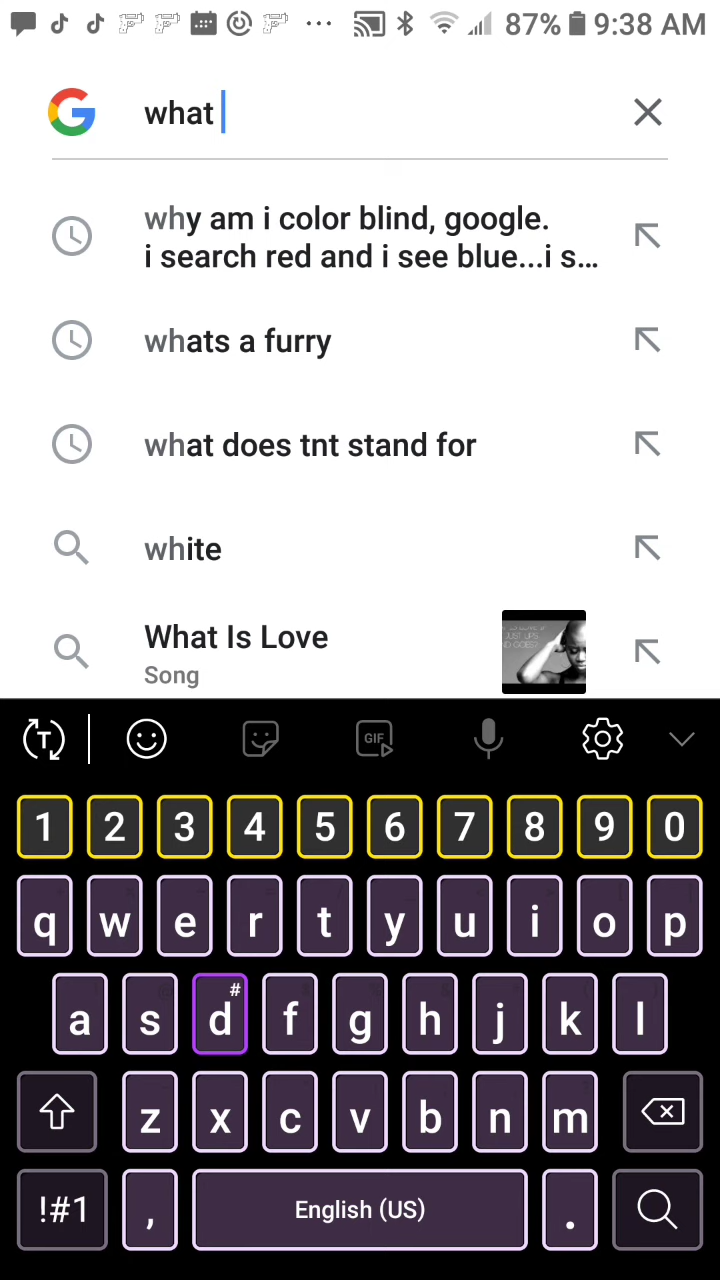 87% 9:38 AM
what
why am i color blind, google.
i search red and i see blue...i s...
whats a furry
what does tnt stand for
white
What Is Love
Song
T GIF
1 2 3 4 5 6 7 8 9 0
q w e r t y u i o p
#
a s d f g h j k l
z x c v b n m
!#1 , English (US) .